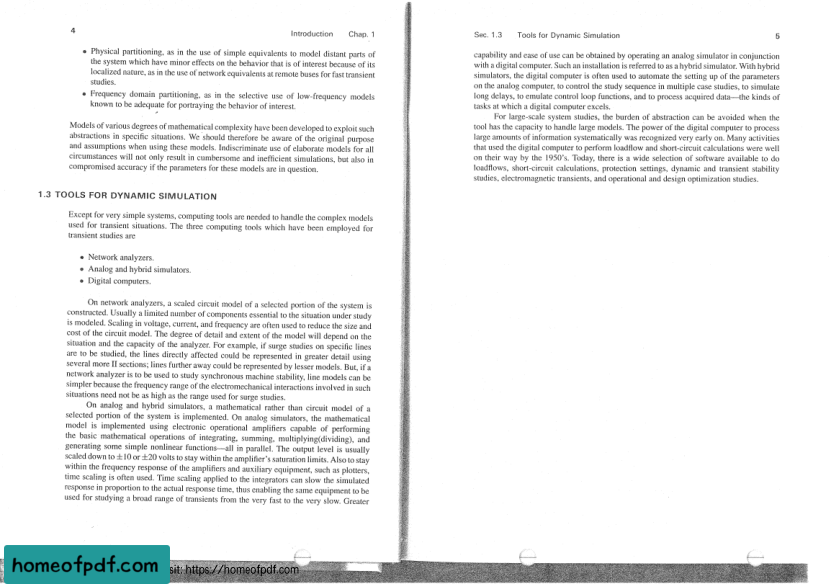 4
Introduction Chap. 1
• Physical partitioning, as in the use of simple equivalents to model distant parts of
the system which have minor effects on the behavior that is of interest because of its
localized nature, as in the use of network equivalents at remote buses for fast transient
studies.
• Frequency domain partitioning, as in the selective use of low-frequency models
known to be adequate for portraying the behavior of interest.
Models of various degrees of mathematical complexity have been developed to exploit such
abstractions in specific situations. We should therefore be aware of the original purpose
and assumptions when using these models. Indiscriminate use of elaborate models for all
circumstances will not only result in cumbersome and inefficient simulations, but also in
compromised accuracy if the parameters for these models are in question.
1.3 TOOLS FOR DYNAMIC SIMULATION
Except for very simple systems, computing tools are needed to handle the complex models
used for transient situations. The three computing tools which have been employed for
transient studies are
• Network analyzers.
• Analog and hybrid simulators.
• Digital computers.
On network analyzers, a scaled circuit model of a selected portion of the system is
constructed. Usually a limited number of components essential to the situation under study
is modeled. Scaling in voltage, current, and frequency are often used to reduce the size and
cost of the circuit model. The degree of detail and extent of the model will depend on the
situation and the capacity of the analyzer. For example, if surge studies on specific lines
are to be studied, the lines directly affected could be represented in greater detail using
several more Π sections; lines further away could be represented by lesser models. But, if a
network analyzer is to be used to study synchronous machine stability, line models can be
simpler because the frequency range of the electromechanical interactions involved in such
situations need not be as high as the range used for surge studies.
On analog and hybrid simulators, a mathematical rather than circuit model of a
selected portion of the system is implemented. On analog simulators, the mathematical
model is implemented using electronic operational amplifiers capable of performing
the basic mathematical operations of integrating, summing, multiplying(dividing), and
generating some simple nonlinear functions—all in parallel. The output level is usually
scaled down to ±10 or ±20 volts to stay within the amplifier's saturation limits. Also to stay
within the frequency response of the amplifiers and auxiliary equipment, such as plotters,
time scaling is often used. Time scaling applied to the integrators can slow the simulated
response in proportion to the actual response time, thus enabling the same equipment to be
used for studying a broad range of transients from the very fast to the very slow. Greater
Sec. 1.3 Tools for Dynamic Simulation
5
capability and ease of use can be obtained by operating an analog simulator in conjunction
with a digital computer. Such an installation is referred to as a hybrid simulator. With hybrid
simulators, the digital computer is often used to automate the setting up of the parameters
on the analog computer, to control the study sequence in multiple case studies, to simulate
long delays, to emulate control loop functions, and to process acquired data—the kinds of
tasks at which a digital computer excels.
For large-scale system studies, the burden of abstraction can be avoided when the
tool has the capacity to handle large models. The power of the digital computer to process
large amounts of information systematically was recognized very early on. Many activities
that used the digital computer to perform loadflow and short-circuit calculations were well
on their way by the 1950's. Today, there is a wide selection of software available to do
loadflows, short-circuit calculations, protection settings, dynamic and transient stability
studies, electromagnetic transients, and operational and design optimization studies.
homeofpdf.com
sit: https://homeofpdf.com